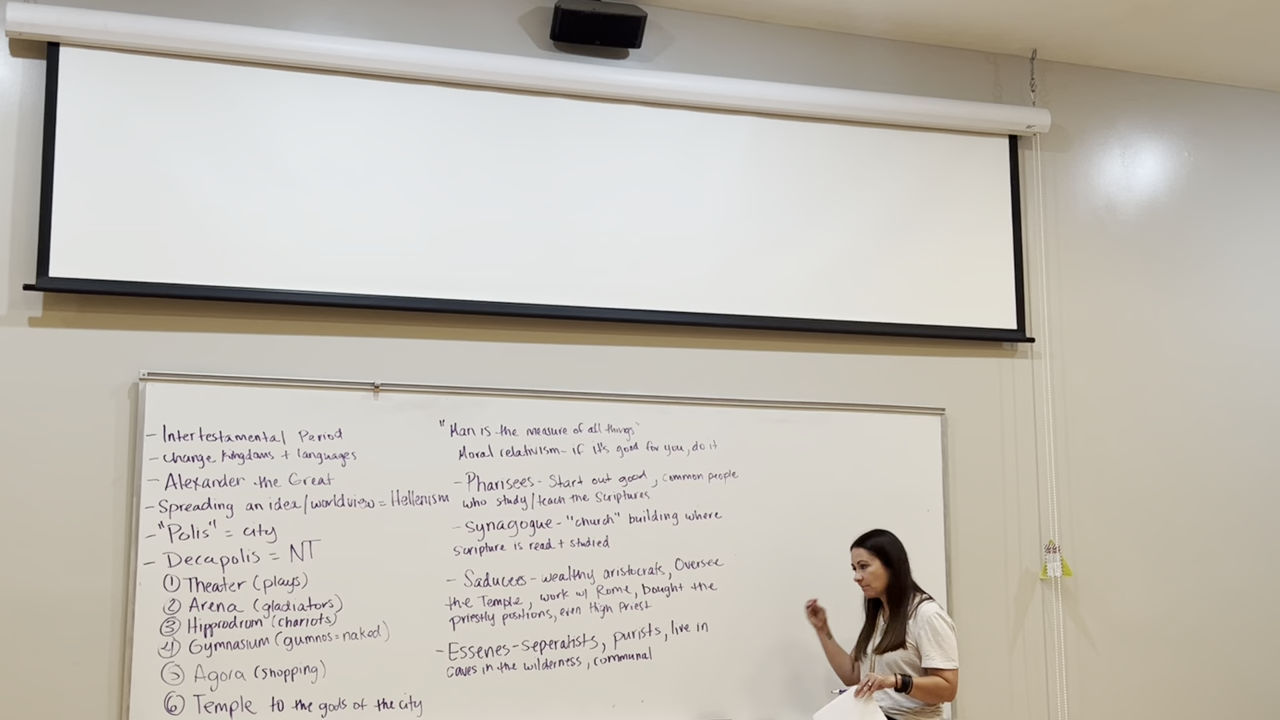 - Intertestamental Period
- Change Kingdoms + languages
- Alexander the Great
- Spreading an idea/worldview = Hellenism
- "Polis" = city
- Decapolis = NT
① Theater (plays)
② Arena (gladiators)
③ Hipprodrom (chariots)
④ Gymnasium (gumnos=naked)
⑤ Agora (shopping)
⑥ Temple to the gods of the city
"Man is the measure of all things"
Moral relativism - if it's good for you, do it
- Pharisees - Start out good, common people
who study/teach the Scriptures
- Synagogue - "church" building where
scripture is read + studied
- Saducees - wealthy aristocrats, Oversee
the Temple, work w/ Rome, bought the
priestly positions, even High Priest
- Essenes - seperatists, purists, live in
caves in the wilderness, communal